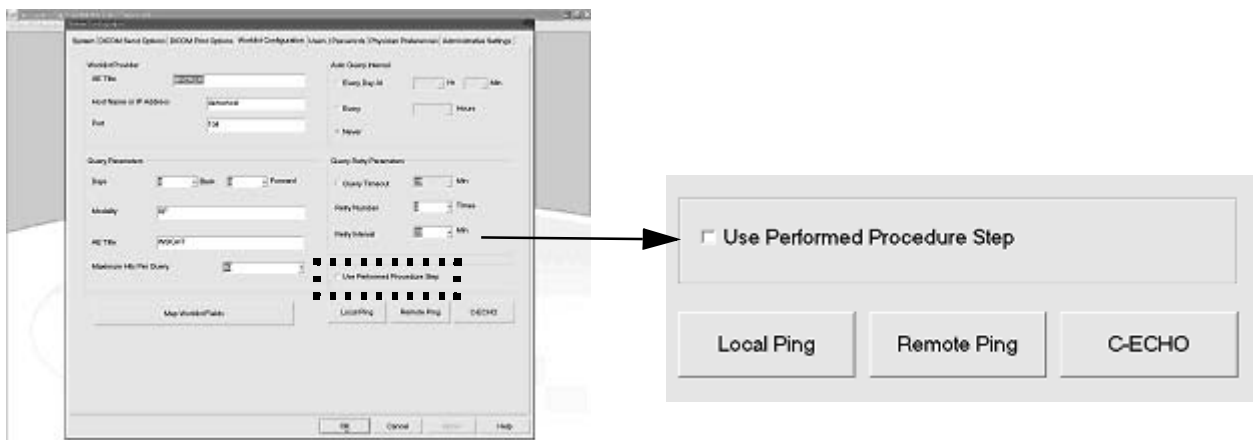 System DICOM Send Options DICOM Print Options Worklist Configuration Users / Passwords Physician Preferences Administrative Settings
Worklist Provider
AE Title
Host Name or IP Address
Port
104
Auto Query Interval
Every Day At Hr Min
Every Hours
Never
Query Parameters
Days Back Forward
Modality
RF
AE Title
INSIGHT
Maximum Hits Per Query
Query Retry Parameters
Query Timeout Min
Retry Number Times
Retry Interval Min
Use Performed Procedure Step
Map Worklist Fields
Local Ping Remote Ping C-ECHO
OK Cancel Help
Use Performed Procedure Step
Local Ping Remote Ping C-ECHO